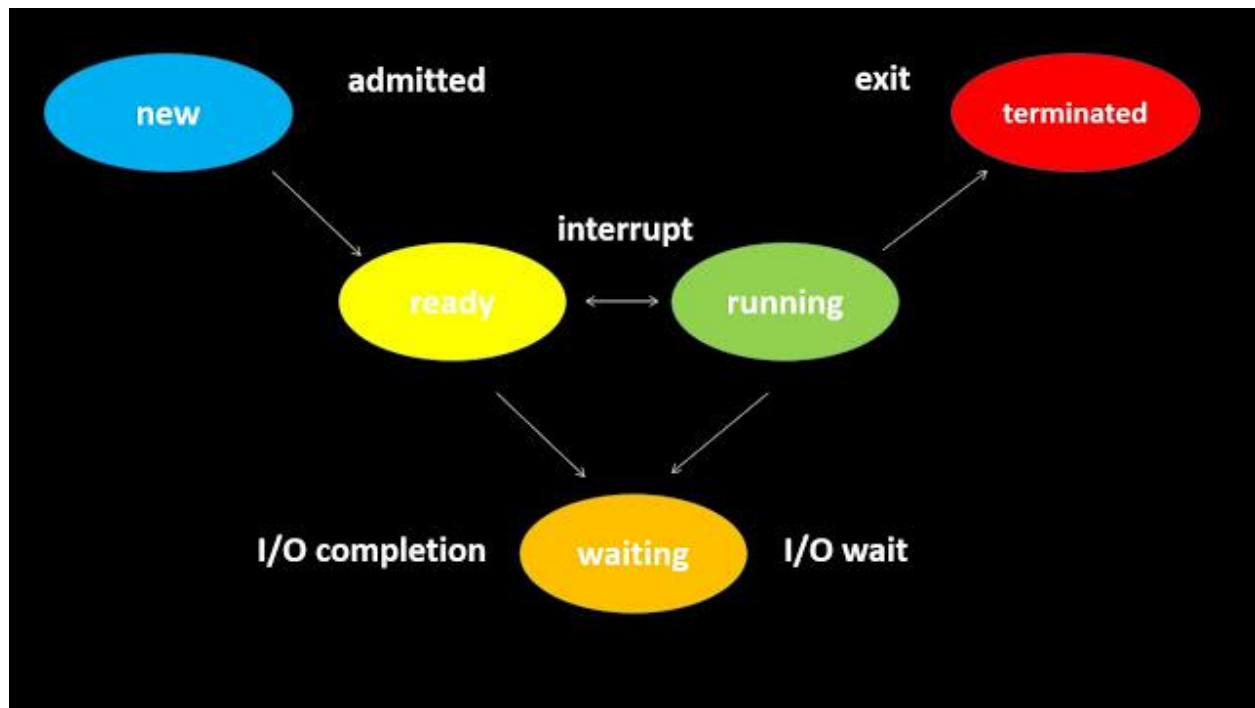 new
admitted
exit
terminated
interrupt
ready
running
I/O completion
waiting
I/O wait